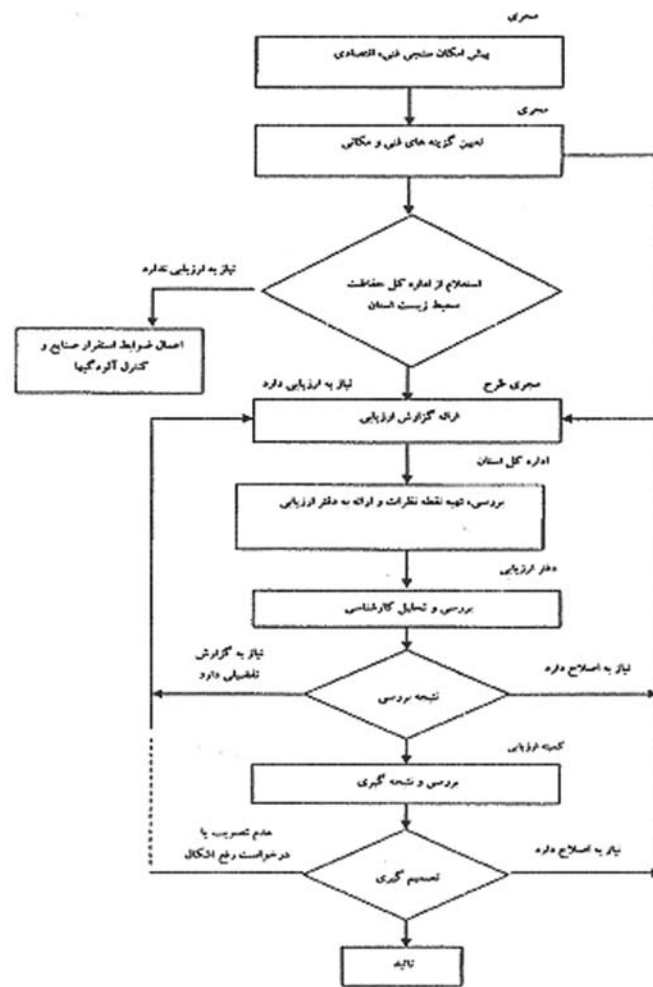 مجری
پیش امکان سنجی فنی، اقتصادی
مجری
تعیین گزینه های فنی و مکانی
استعلام از اداره کل حفاظت
محیط زیست استان
نیاز به ارزیابی ندارد
اعمال ضوابط استقرار صنایع و
کنترل آلودگیها
نیاز به ارزیابی دارد
مجری طرح
ارائه گزارش ارزیابی
اداره کل استان
بررسی، تهیه نقطه نظرات و ارائه به دفتر ارزیابی
دفتر ارزیابی
بررسی و تحلیل کارشناسی
نیاز به گزارش
تفصیلی دارد
نتیجه بررسی
نیاز به اصلاح دارد
کمیته ارزیابی
بررسی و نتیجه گیری
عدم تصویب یا
درخواست رفع اشکال
تصمیم گیری
نیاز به اصلاح دارد
تائید